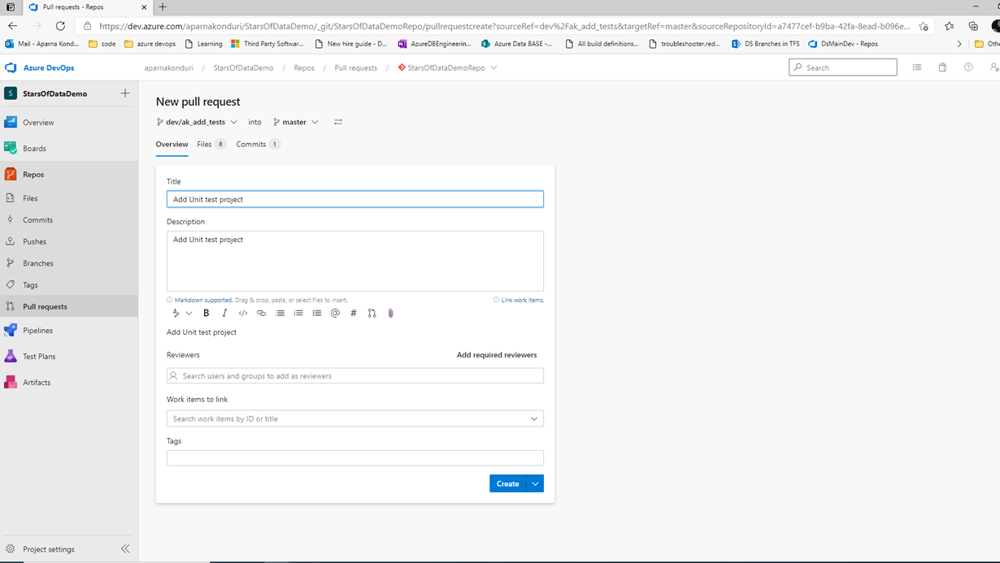 Pull requests - Repos
https://dev.azure.com/aparnakonduri/StarsOfDataDemo/_git/StarsOfDataDemoRepo/pullrequestcreate?sourceRef=dev%2Fak_add_tests&targetRef=master&sourceRepositoryId=a7477cef-b9ba-42fa-8ead-b096e...
Mail - Aparna Kond...
code
azure devops
Learning
Third Party Softwar...
New hire guide - D...
AzureDBEngineerin...
Azure Data BASE -...
All build definitions...
troubleshooter.red...
DS Branches in TFS
DsMainDev - Repos
Othe
Azure DevOps
aparnakonduri / StarsOfDataDemo / Repos / Pull requests / StarsOfDataDemoRepo
Search
S StarsOfDataDemo
Overview
Boards
Repos
Files
Commits
Pushes
Branches
Tags
Pull requests
Pipelines
Test Plans
Artifacts
Project settings
New pull request
dev/ak_add_tests into master
Overview Files 8 Commits 1
Title
Add Unit test project
Description
Add Unit test project
Markdown supported. Drag & drop, paste, or select files to insert. Link work items.
Add Unit test project
Reviewers Add required reviewers
Search users and groups to add as reviewers
Work items to link
Search work items by ID or title
Tags
Create